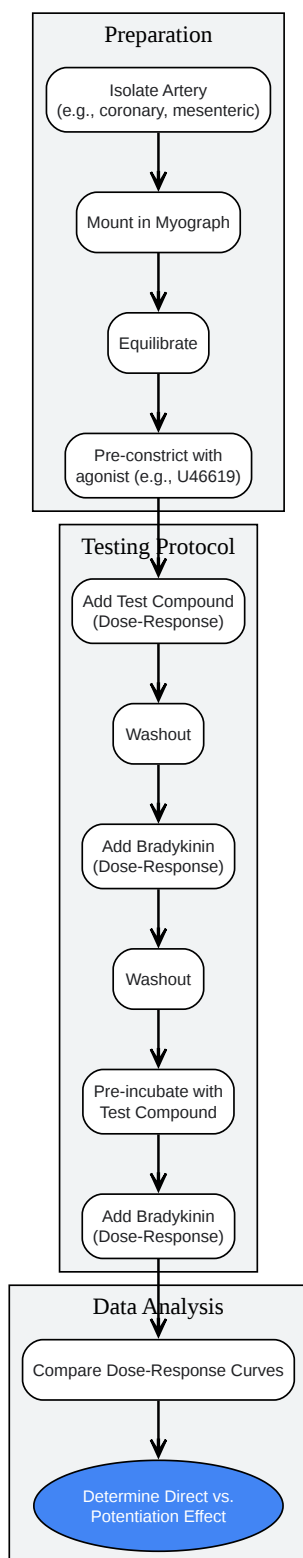 Preparation
Isolate Artery
(e.g., coronary, mesenteric)
Mount in Myograph
Equilibrate
Pre-constrict with
agonist (e.g., U46619)
Testing Protocol
Add Test Compound
(Dose-Response)
Washout
Add Bradykinin
(Dose-Response)
Washout
Pre-incubate with
Test Compound
Add Bradykinin
(Dose-Response)
Data Analysis
Compare Dose-Response Curves
Determine Direct vs.
Potentiation Effect